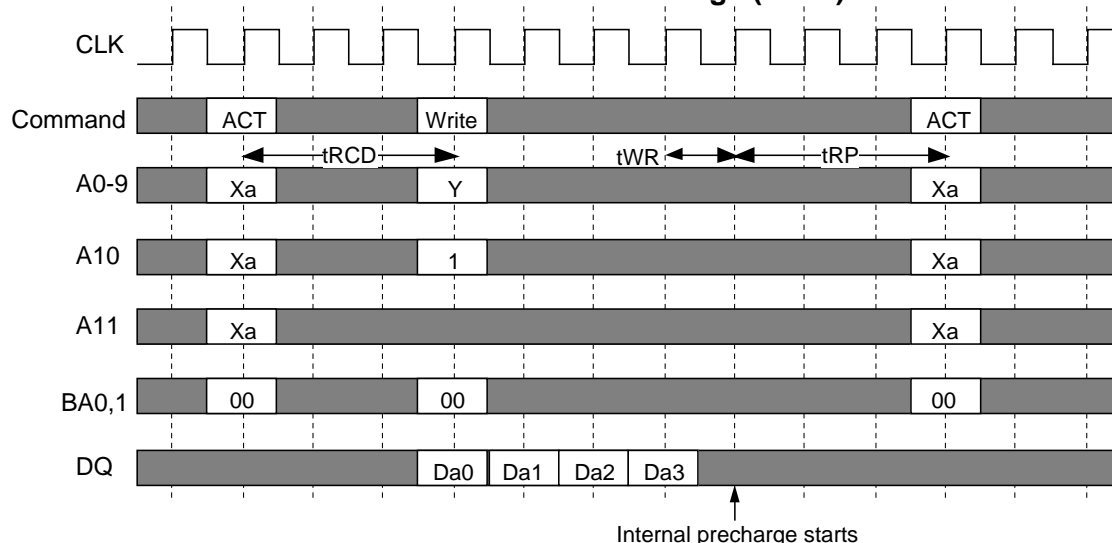 CLK
Command ACT Write ACT
tRCD tWR tRP
A0-9 Xa Y Xa
A10 Xa 1 Xa
A11 Xa Xa
BA0,1 00 00 00
DQ Da0 Da1 Da2 Da3
Internal precharge starts